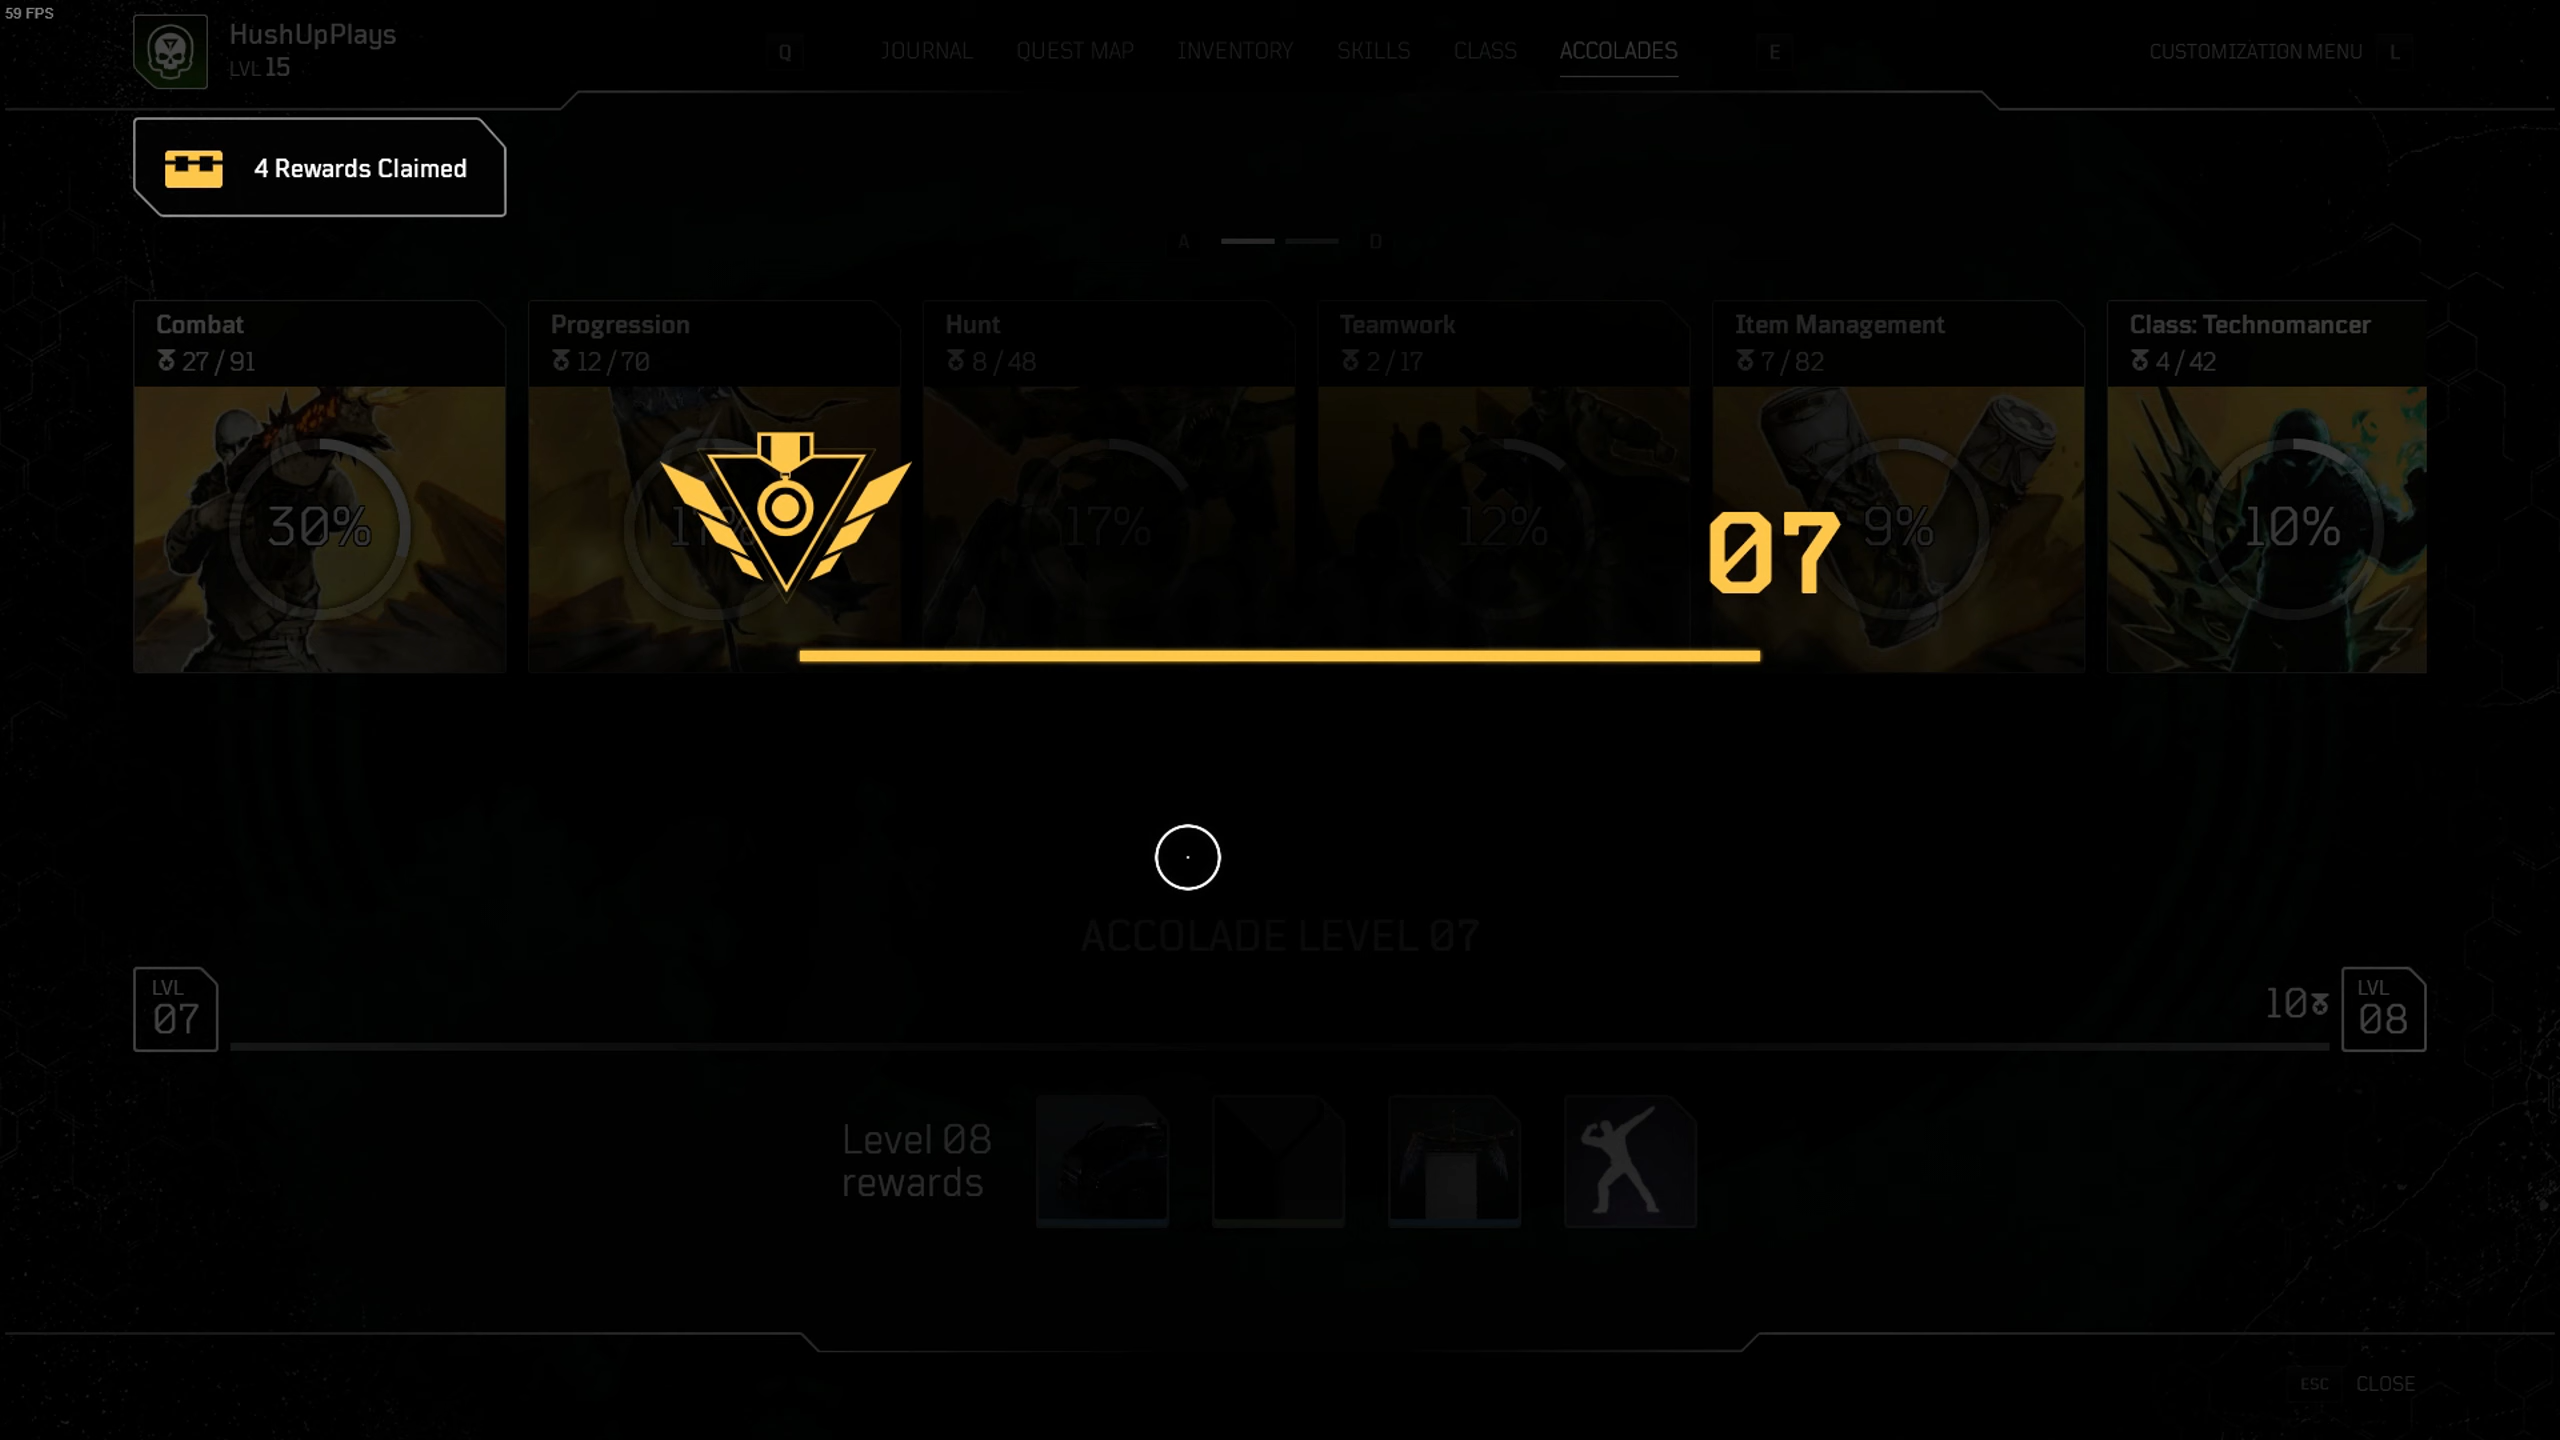 59 FPS
HushUpPlays
LVL 15
Q JOURNAL QUEST MAP INVENTORY SKILLS CLASS ACCOLADES E
CUSTOMIZATION MENU L
4 Rewards Claimed
A D
Combat
27 / 91
30%
Progression
12 / 70
Hunt
8 / 48
17%
Teamwork
2 / 17
12%
Item Management
7 / 82
9%
Class: Technomancer
4 / 42
10%
07
ACCOLADE LEVEL 07
LVL
07
10
LVL
08
Level 08
rewards
ESC CLOSE